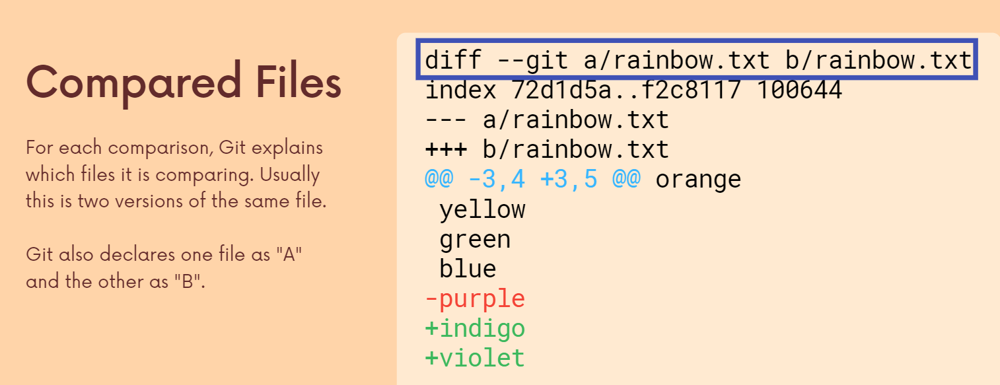 Compared Files
For each comparison, Git explains
which files it is comparing. Usually
this is two versions of the same file.
Git also declares one file as "A"
and the other as "B".
diff --git a/rainbow.txt b/rainbow.txt
index 72d1d5a..f2c8117 100644
--- a/rainbow.txt
+++ b/rainbow.txt
@@ -3,4 +3,5 @@ orange
 yellow
 green
 blue
-purple
+indigo
+violet